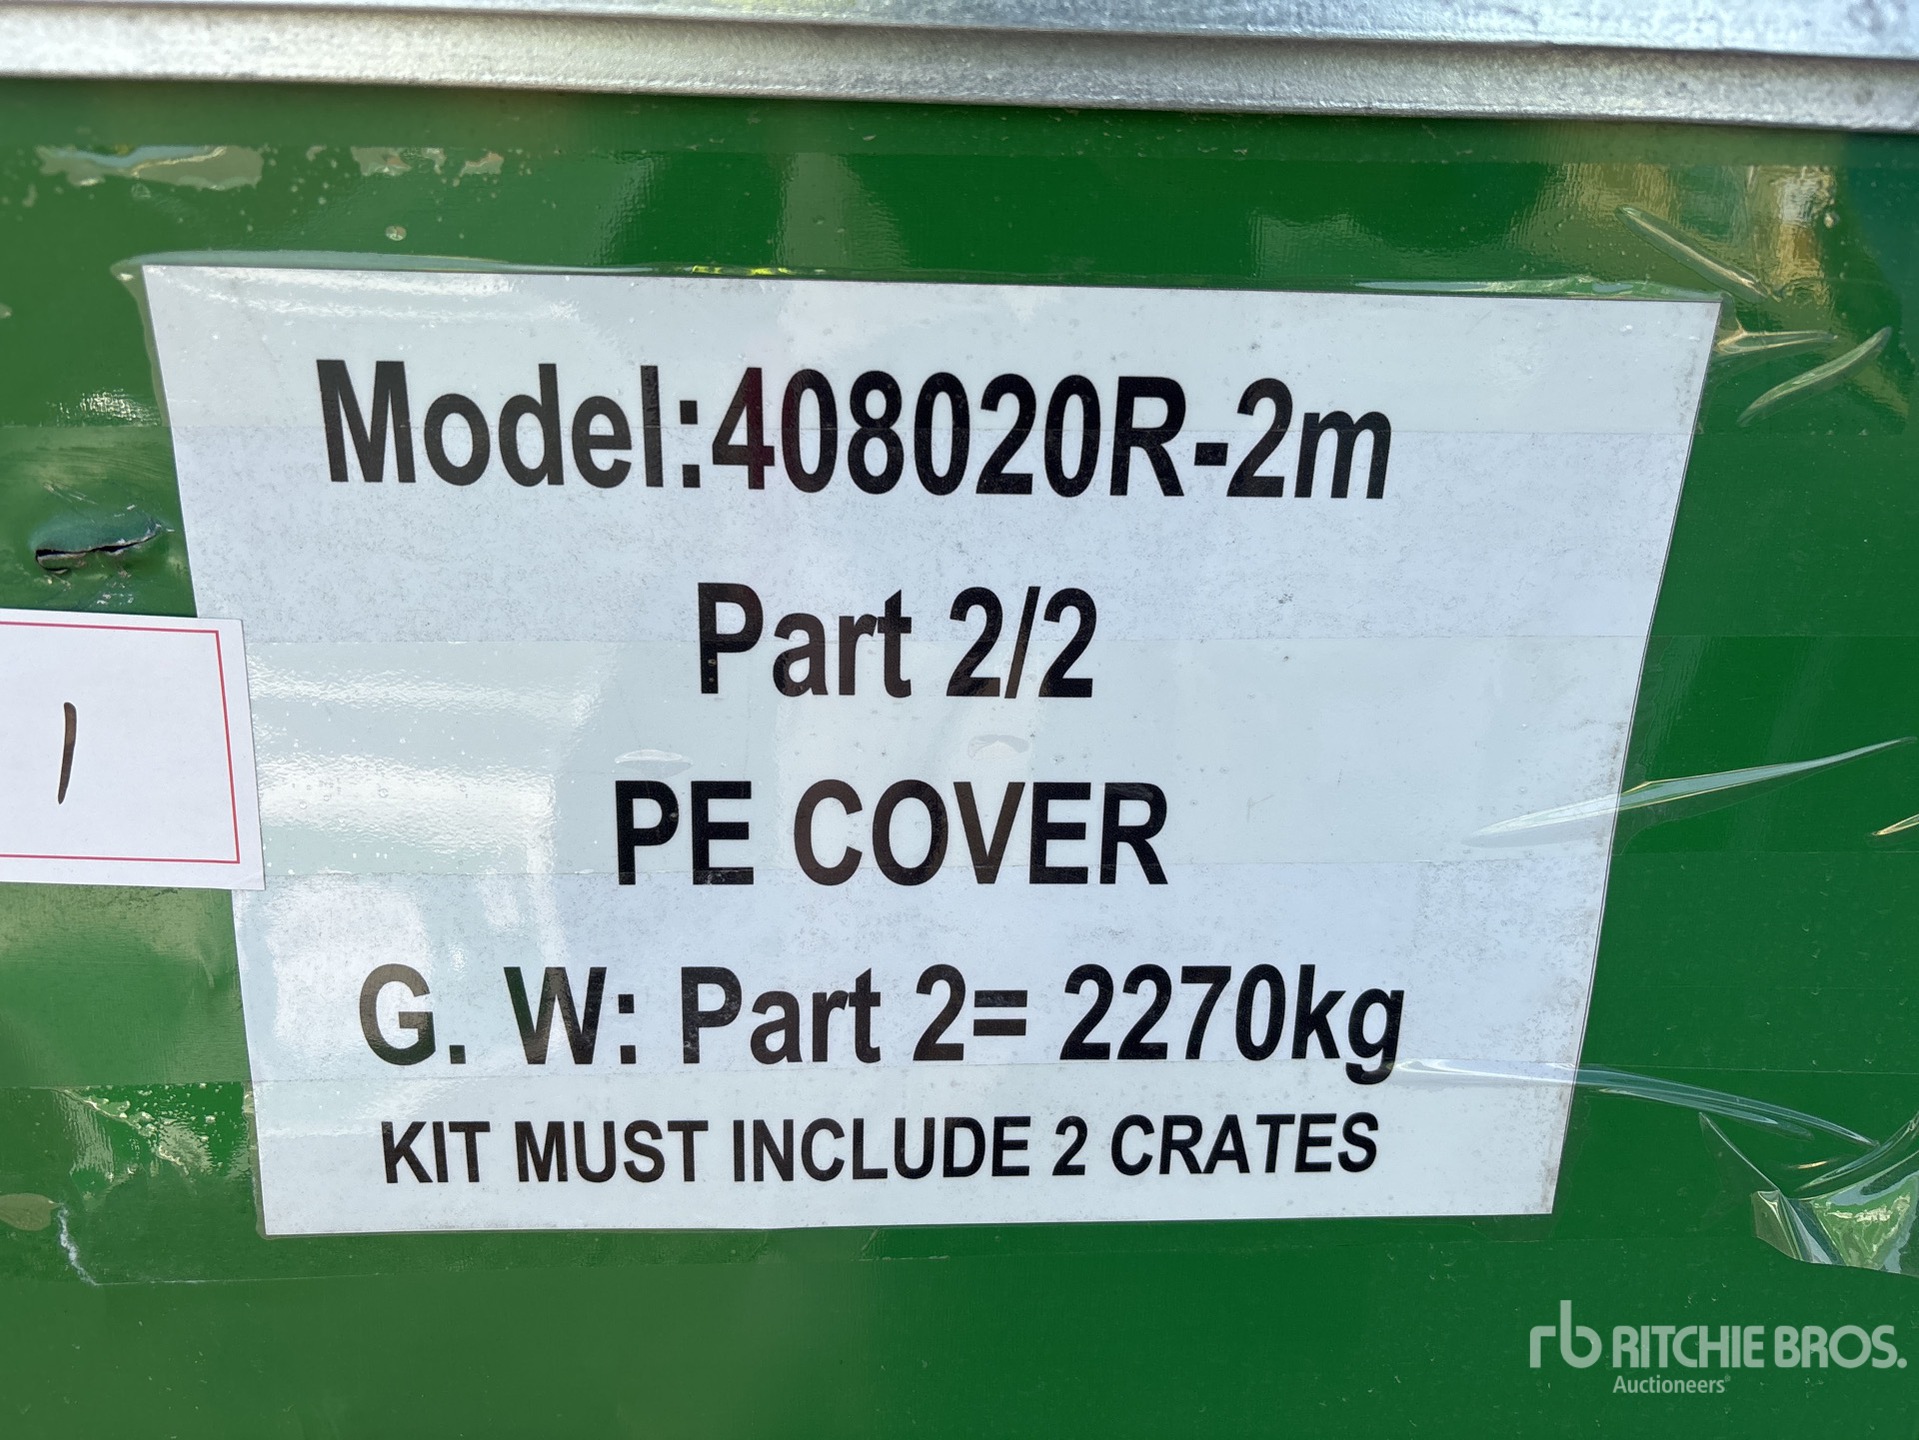 Model:408020R-2m
Part 2/2
PE COVER
G. W: Part 2= 2270kg
KIT MUST INCLUDE 2 CRATES
1
rb RITCHIE BROS.
Auctioneers